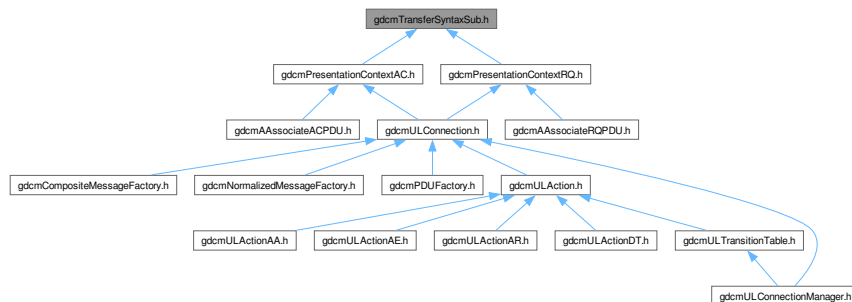 gdcmTransferSyntaxSub.h
gdcmPresentationContextAC.h
gdcmPresentationContextRQ.h
gdcmAAssociateACPDU.h
gdcmULConnection.h
gdcmAAssociateRQPDU.h
gdcmCompositeMessageFactory.h
gdcmNormalizedMessageFactory.h
gdcmPDUFactory.h
gdcmULAction.h
gdcmULActionAA.h
gdcmULActionAE.h
gdcmULActionAR.h
gdcmULActionDT.h
gdcmULTransitionTable.h
gdcmULConnectionManager.h